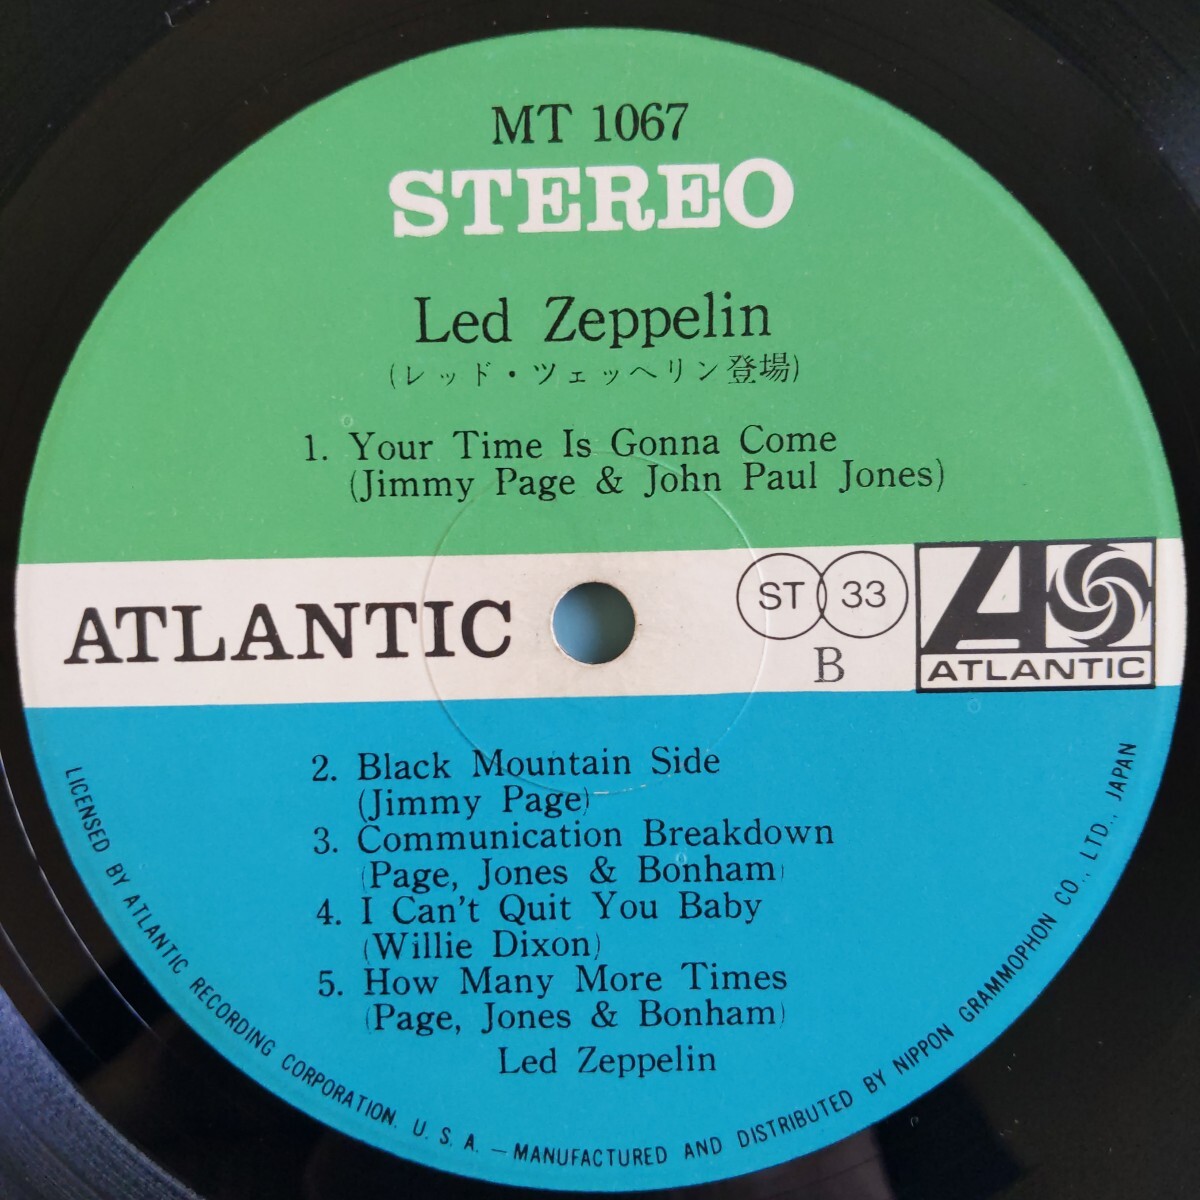 MT 1067
STEREO
Led Zeppelin
(レッド・ツェッペリン登場)
1. Your Time Is Gonna Come
(Jimmy Page & John Paul Jones)
ATLANTIC
ST 33
B
ATLANTIC
2. Black Mountain Side
(Jimmy Page)
3. Communication Breakdown
(Page, Jones & Bonham)
4. I Can't Quit You Baby
(Willie Dixon)
5. How Many More Times
(Page, Jones & Bonham)
Led Zeppelin
LICENSED BY ATLANTIC RECORDING CORPORATION. U. S. A. — MANUFACTURED AND DISTRIBUTED BY NIPPON GRAMMOPHON CO., LTD., JAPAN